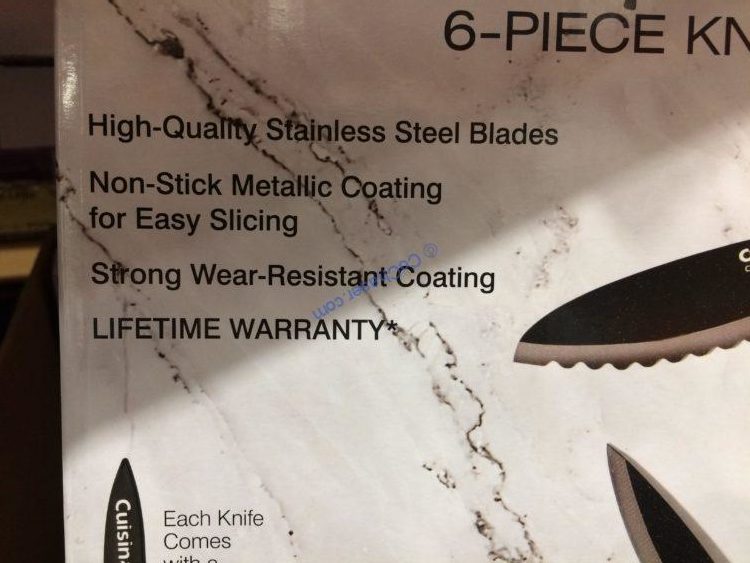 6-PIECE
High-Quality Stainless Steel Blades
Non-Stick Metallic Coating
for Easy Slicing
Strong Wear-Resistant Coating
LIFETIME WARRANTY*
Each Knife
Comes
with a